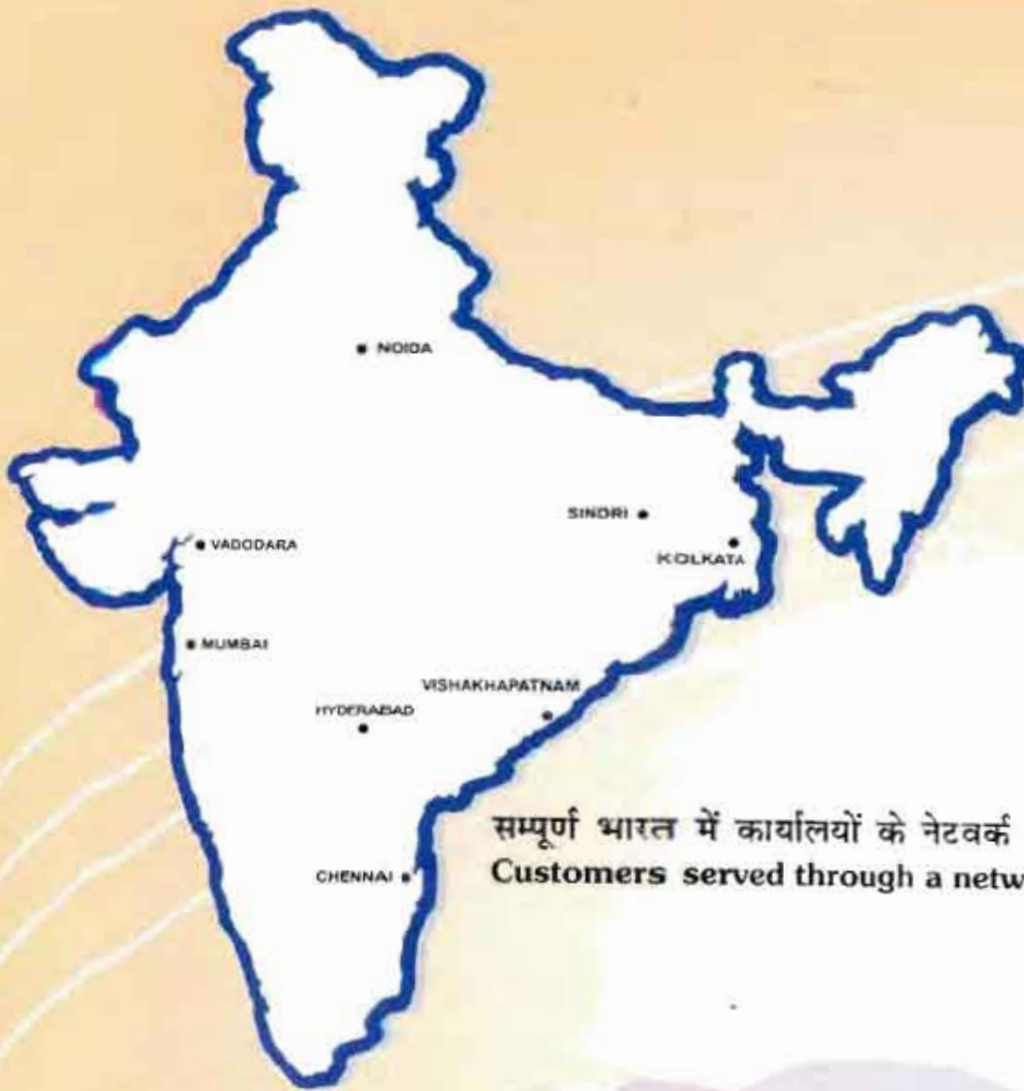 NOIDA
SINDRI
VADODARA
KOLKATA
MUMBAI
VISHAKHAPATNAM
HYDERABAD
सम्पूर्ण भारत में कार्यालयों के नेटवर्क
CHENNAI
Customers served through a netw